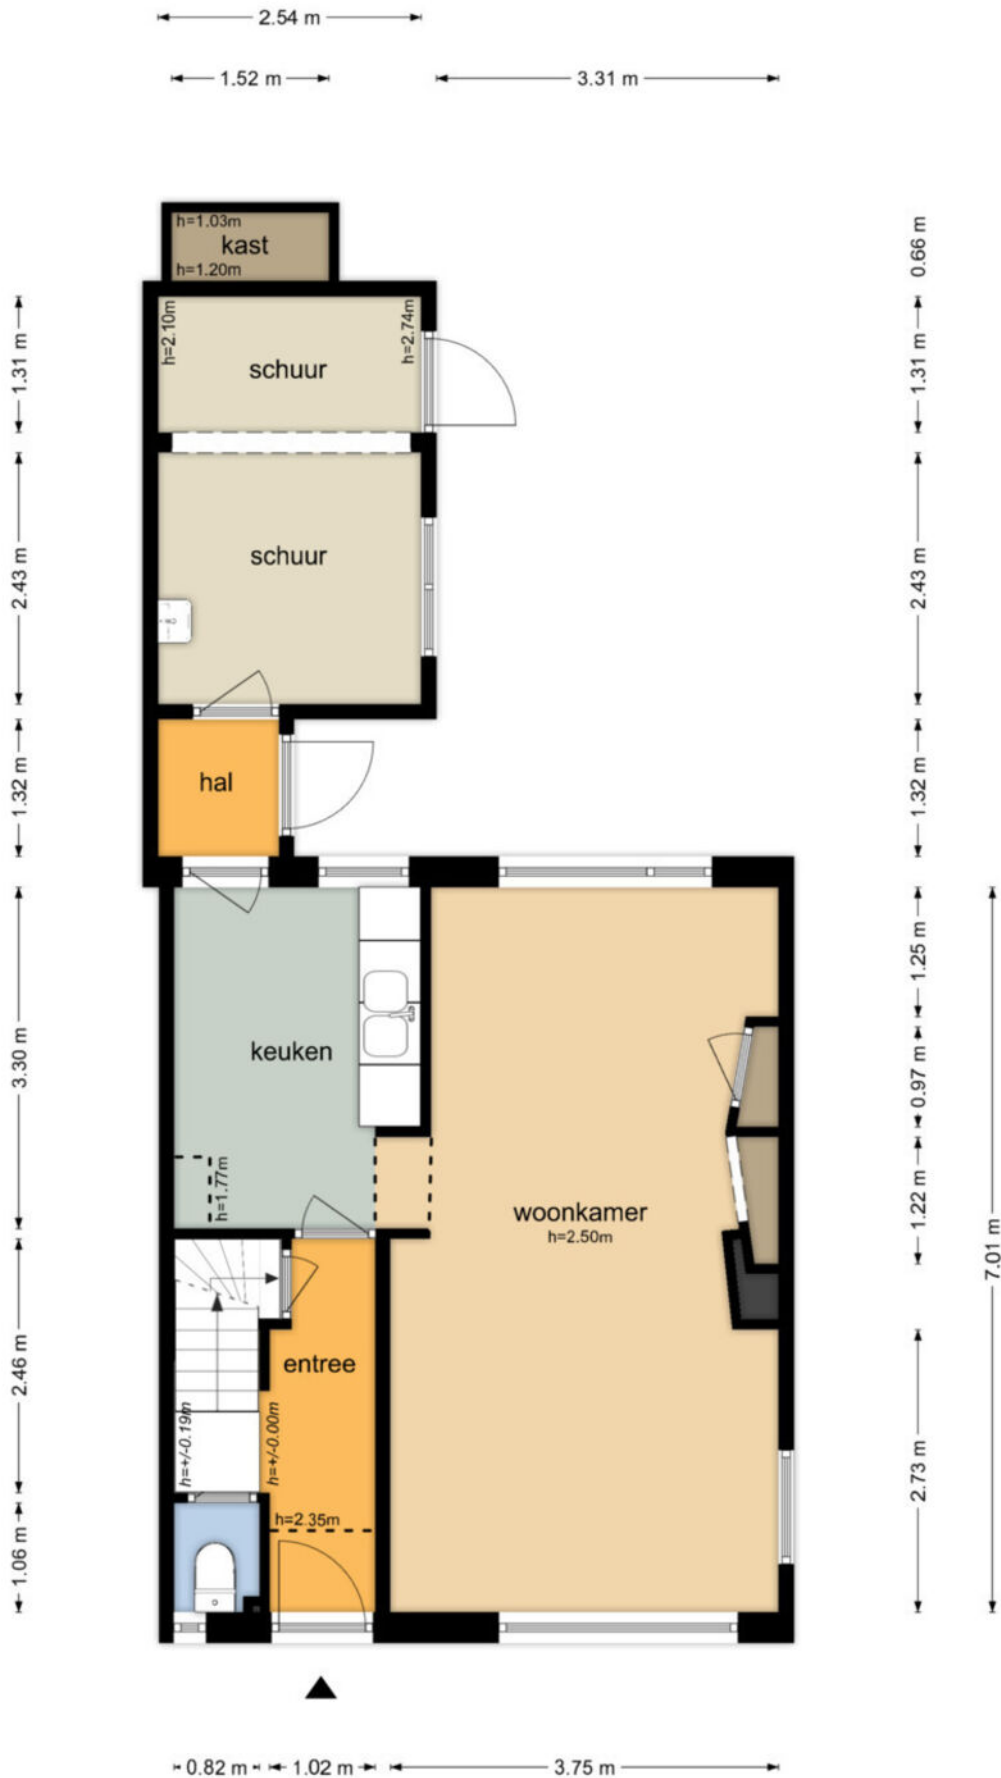 2.54 m
1.52 m
3.31 m
h=1.03m
kast
h=1.20m
0.66 m
1.31 m
h=2.10m
schuur
h=2.74m
1.31 m
2.43 m
schuur
2.43 m
1.32 m
hal
1.32 m
3.30 m
keuken
h=1.77m
1.25 m
0.97 m
1.22 m
woonkamer
h=2.50m
7.01 m
2.46 m
entree
h=+/-0.19m
h=+/-0.00m
2.73 m
h=2.35m
1.06 m
0.82 m
1.02 m
3.75 m